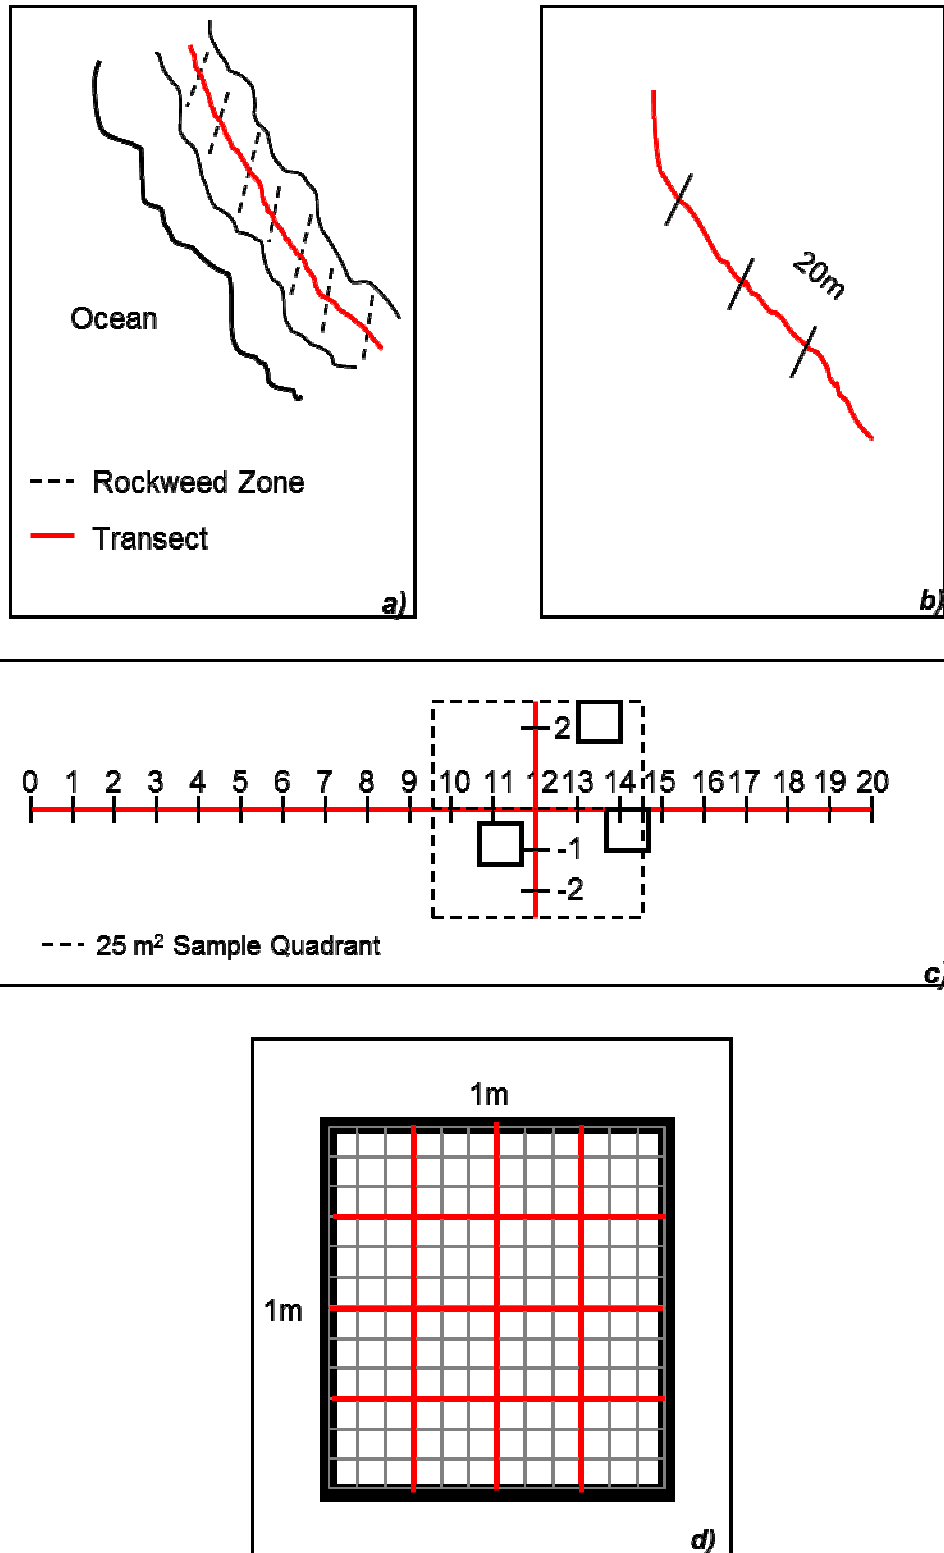 Ocean
Rockweed Zone
Transect
a)
20m
b)
2
0 1 2 3 4 5 6 7 8 9 10 11 12 13 14 15 16 17 18 19 20
-1
-2
25 m² Sample Quadrant
c)
1m
1m
d)